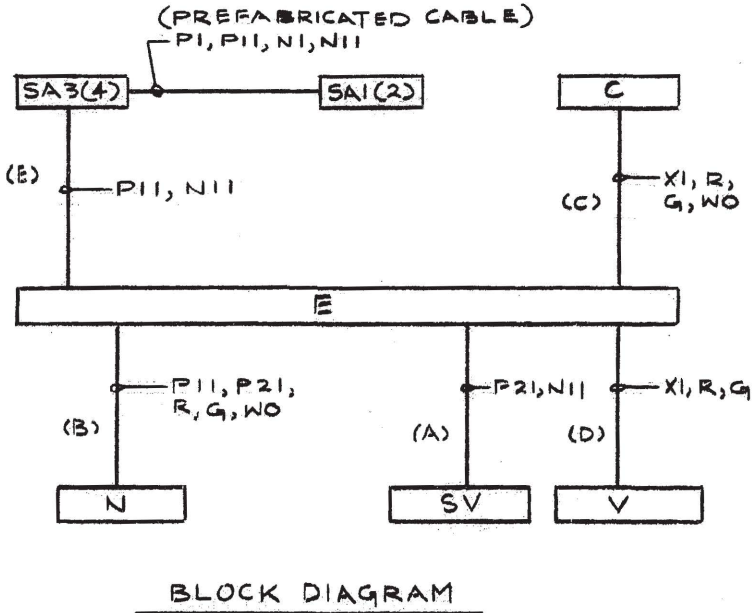 (PREFABRICATED CABLE)
P1, P11, N1, N11
SA3(4)
SA1(2)
C
(E)
P11, N11
(C)
X1, R,
G, WO
E
P11, P21,
R, G, WO
(B)
P21, N11
(A)
X1, R, G
(D)
N
SV
V
BLOCK DIAGRAM